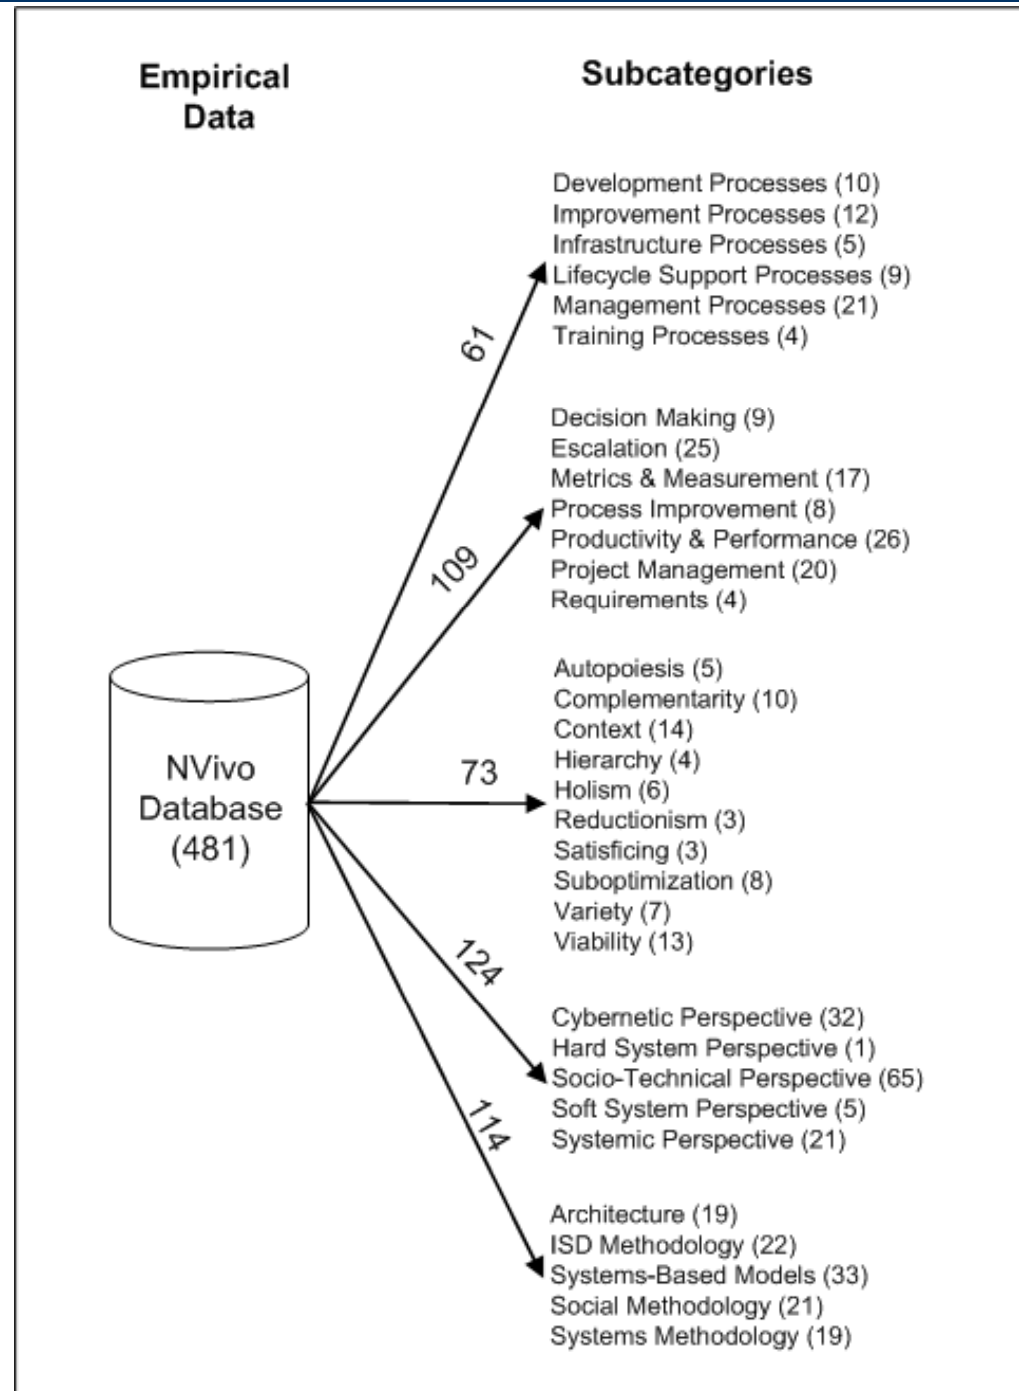 Empirical
Data
Subcategories
Development Processes (10)
Improvement Processes (12)
Infrastructure Processes (5)
Lifecycle Support Processes (9)
Management Processes (21)
Training Processes (4)
61
Decision Making (9)
Escalation (25)
Metrics & Measurement (17)
Process Improvement (8)
Productivity & Performance (26)
Project Management (20)
Requirements (4)
109
Autopoiesis (5)
Complementarity (10)
Context (14)
Hierarchy (4)
Holism (6)
Reductionism (3)
Satisficing (3)
Suboptimization (8)
Variety (7)
Viability (13)
73
NVivo
Database
(481)
124
Cybernetic Perspective (32)
Hard System Perspective (1)
Socio-Technical Perspective (65)
Soft System Perspective (5)
Systemic Perspective (21)
114
Architecture (19)
ISD Methodology (22)
Systems-Based Models (33)
Social Methodology (21)
Systems Methodology (19)